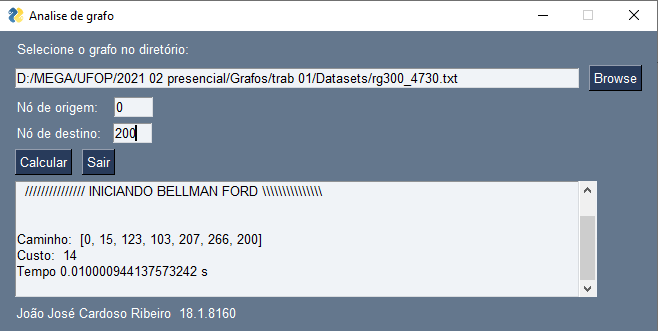 Analise de grafo
Selecione o grafo no diretório:
D:/MEGA/UFOP/2021 02 presencial/Grafos/trab 01/Datasets/rg300_4730.txt Browse
Nó de origem: 0
Nó de destino: 200
Calcular Sair
/////////////// INICIANDO BELLMAN FORD \\\\\\\\\\\\\\\
Caminho: [0, 15, 123, 103, 207, 266, 200]
Custo: 14
Tempo 0.010000944137573242 s
João José Cardoso Ribeiro 18.1.8160